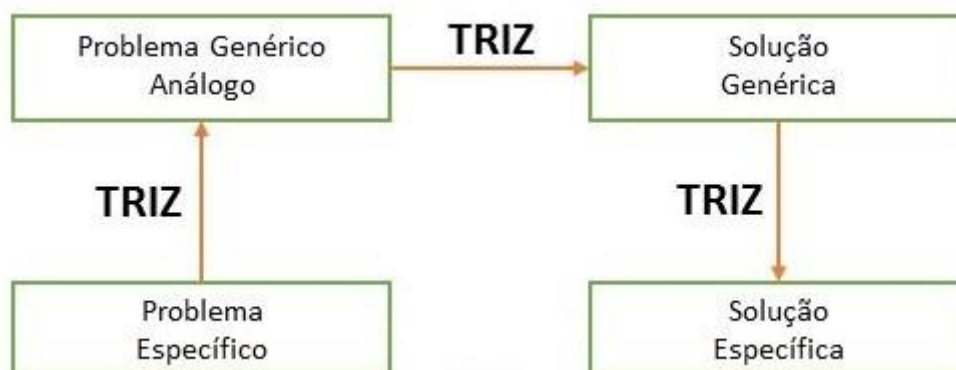 Problema Genérico
Análogo
TRIZ
Solução
Genérica
TRIZ
TRIZ
Problema
Específico
Solução
Específica